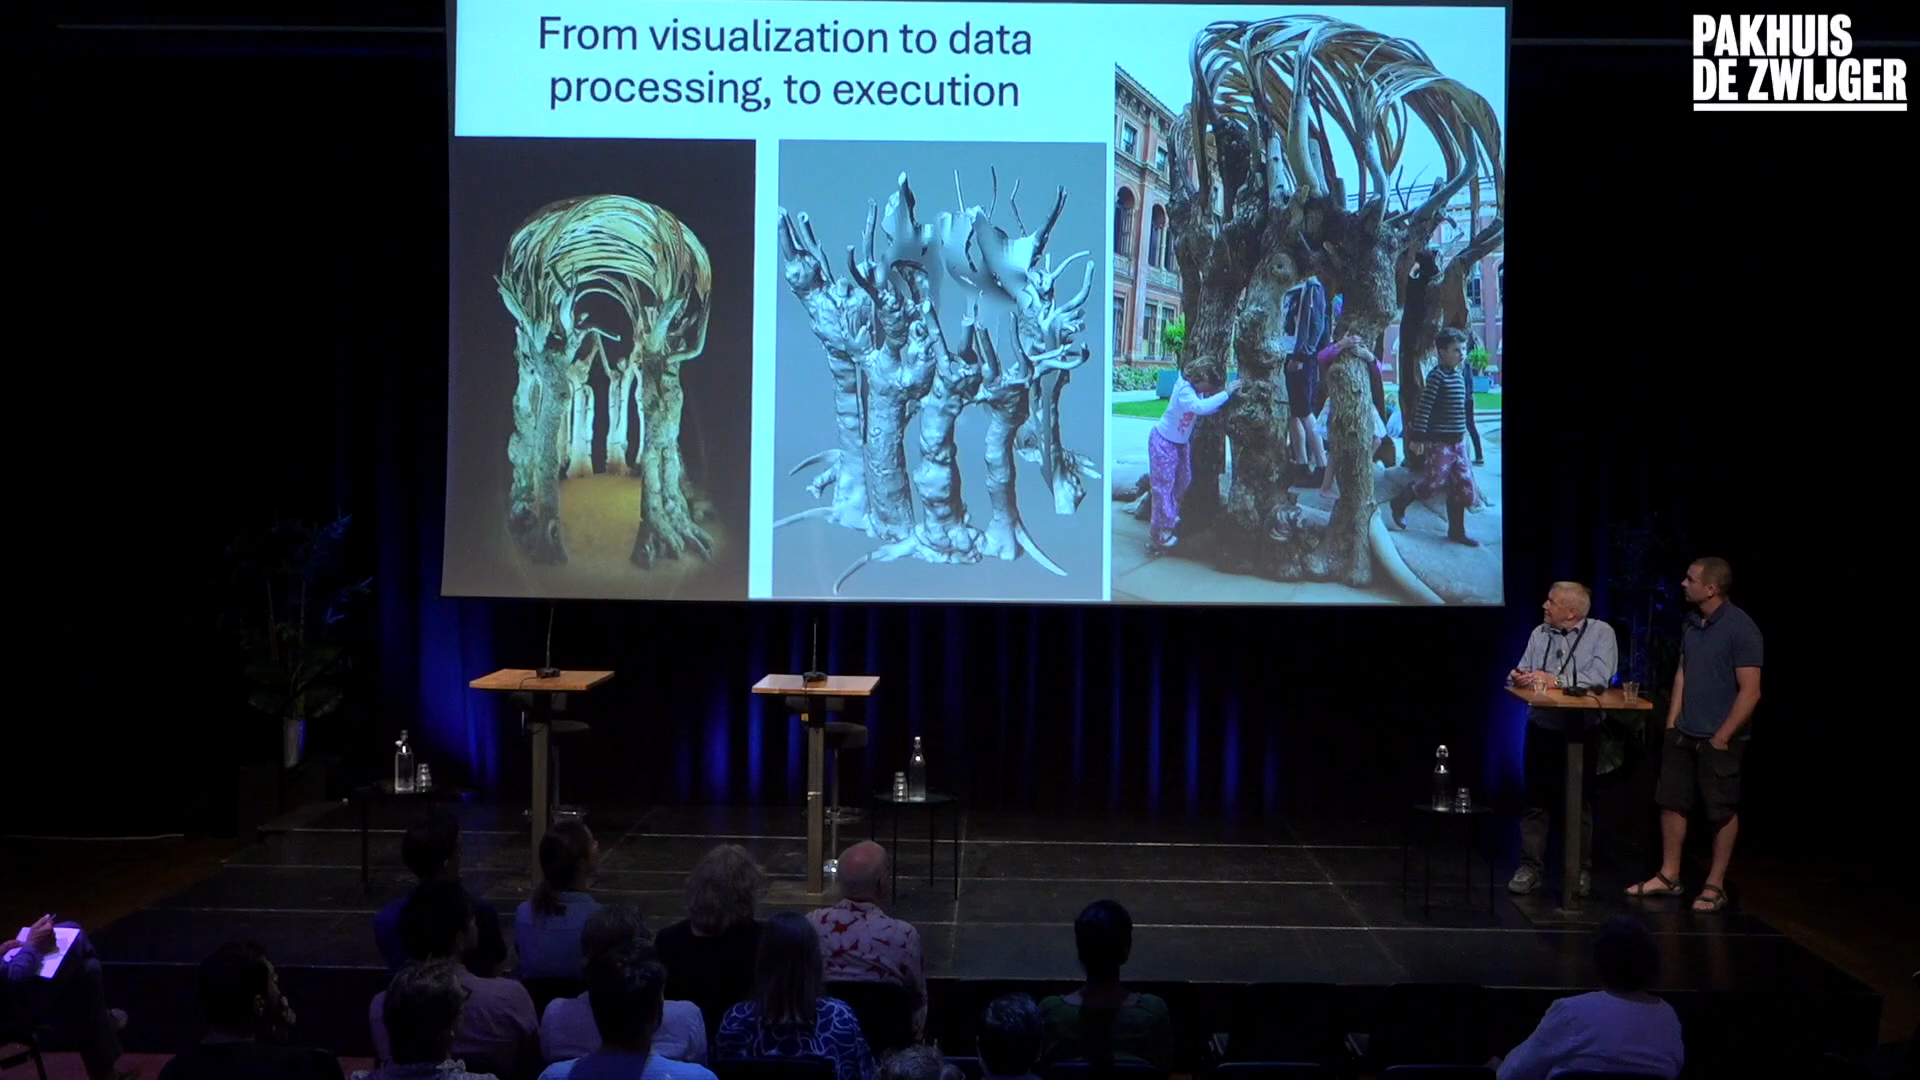 From visualization to data
processing, to execution
PAKHUIS
DE ZWIJGER